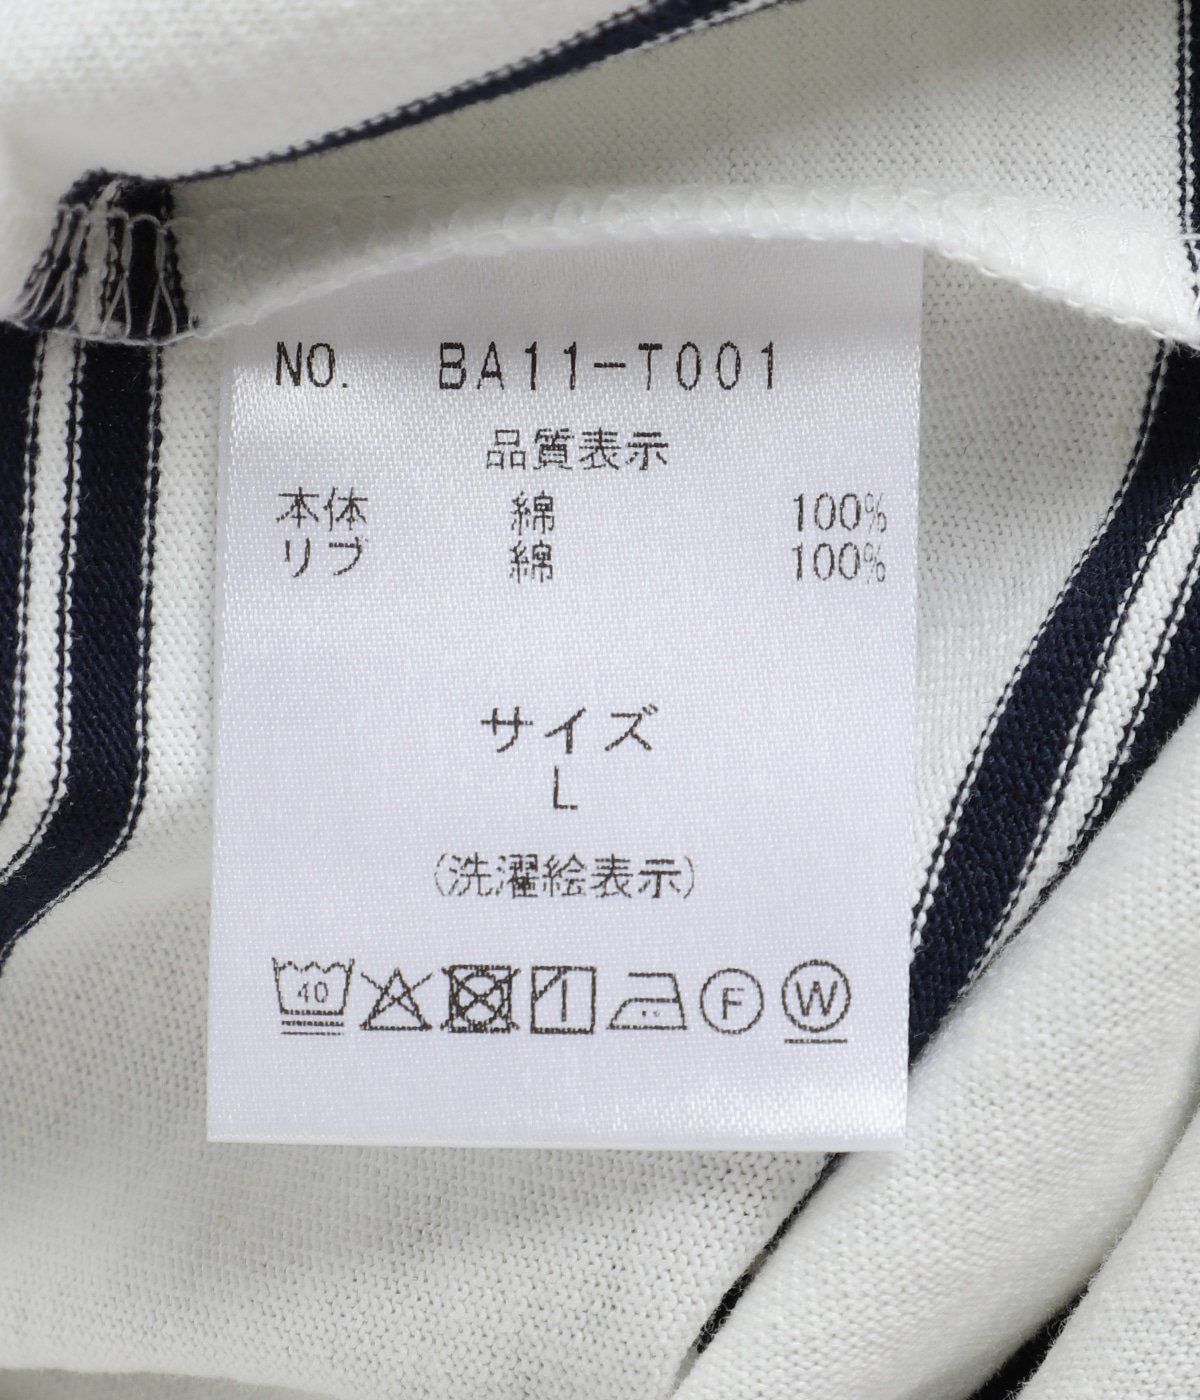 NO. BA11-T001
品質表示
本体 綿 100%
リブ 綿 100%
サイズ
L
(洗濯絵表示)
40 F W